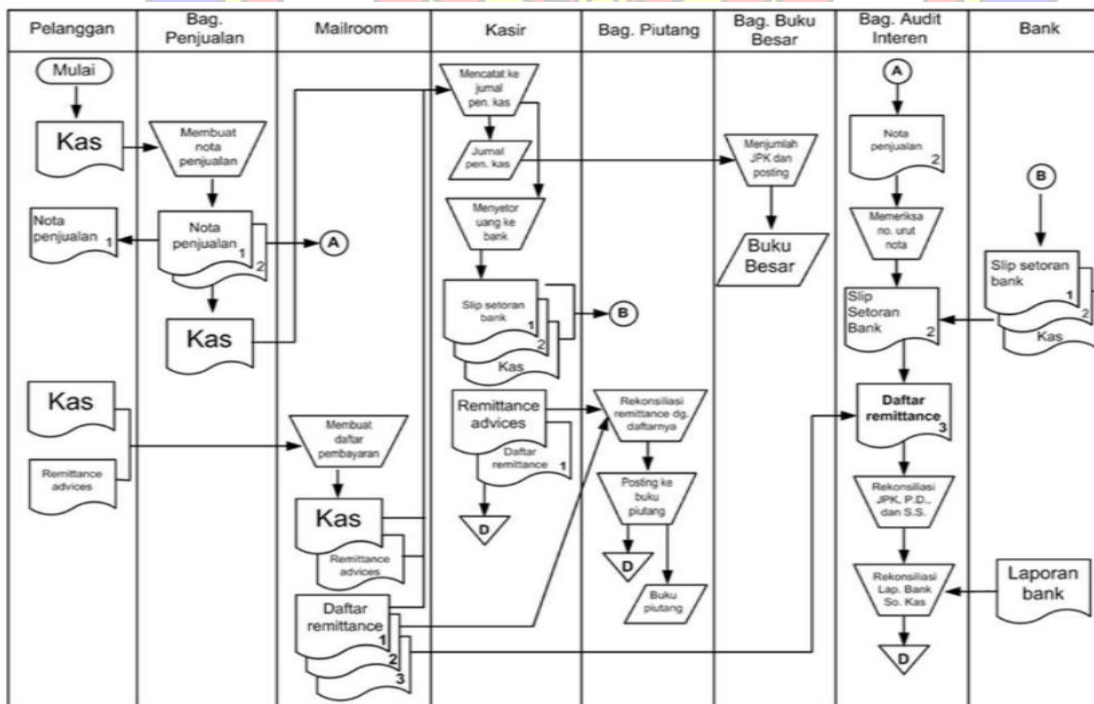 Pelanggan
Bag.
Penjualan
Mailroom
Kasir
Bag. Piutang
Bag. Buku
Besar
Bag. Audit
Interen
Bank
Mulai
Kas
Nota
penjualan 1
Kas
Remittance
advices
Membuat
nota
penjualan
Nota
penjualan 1
2
A
Kas
Membuat
daftar
pembayaran
Kas
Remittance
advices
Daftar
remittance
1
2
3
Mencatat ke
jurnal
pen. kas
Jurnal
pen. kas
Menyetor
uang ke
bank
Slip setoran
bank 1
2
Kas
B
Remittance
advices
Daftar
remittance 1
D
Rekonsiliasi
remittance dg.
daftarnya
Posting ke
buku
piutang
D
Buku
piutang
Menjumlah
JPK dan
posting
Buku
Besar
A
Nota
penjualan
2
Memeriksa
no. urut
nota
Slip
Setoran
Bank 2
Daftar
remittance
3
Rekonsiliasi
JPK, P.D.,
dan S.S.
Rekonsiliasi
Lap. Bank
So. Kas
D
B
Slip setoran
bank
1
2
Kas
Laporan
bank